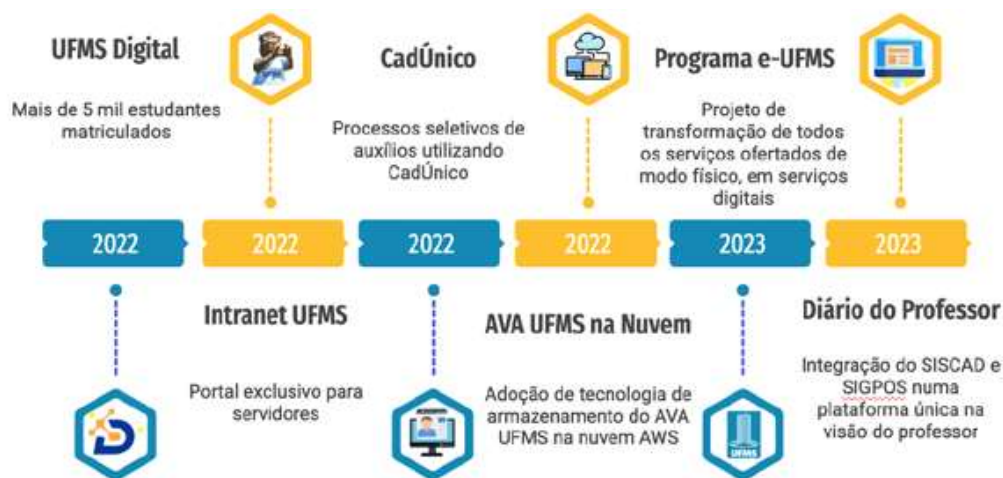 UFMS Digital
Mais de 5 mil estudantes
matriculados
CadÚnico
Processos seletivos de
auxílios utilizando
CadÚnico
Programa e-UFMS
Projeto de
transformação de todos
os serviços ofertados de
modo físico, em serviços
digitais
2022
2022
2022
2022
2023
2023
Intranet UFMS
Portal exclusivo para
servidores
AVA UFMS na Nuvem
Adoção de tecnologia de
armazenamento do AVA
UFMS na nuvem AWS
UFMS
Diário do Professor
Integração do SISCAD e
SIGPOS numa
plataforma única na
visão do professor